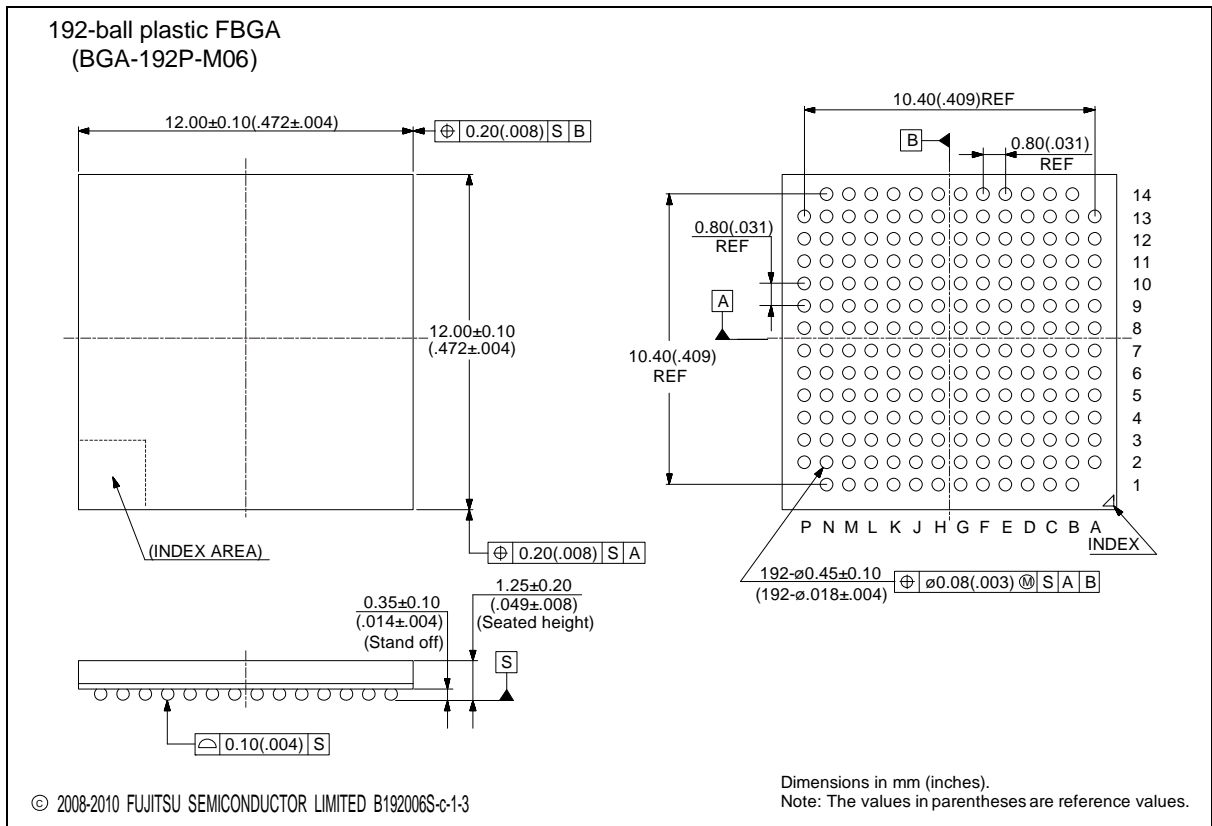 192-ball plastic FBGA
(BGA-192P-M06)
12.00±0.10(.472±.004)
⌖ 0.20(.008) S B
12.00±0.10
(.472±.004)
(INDEX AREA)
⌖ 0.20(.008) S A
10.40(.409)REF
B
0.80(.031)
REF
0.80(.031)
REF
A
10.40(.409)
REF
14
13
12
11
10
9
8
7
6
5
4
3
2
1
P N M L K J H G F E D C B A
INDEX
192-ø0.45±0.10
(192-ø.018±.004)
⌖ ø0.08(.003) Ⓜ S A B
1.25±0.20
(.049±.008)
(Seated height)
0.35±0.10
(.014±.004)
(Stand off)
S
⌓ 0.10(.004) S
© 2008-2010 FUJITSU SEMICONDUCTOR LIMITED B192006S-c-1-3
Dimensions in mm (inches).
Note: The values in parentheses are reference values.